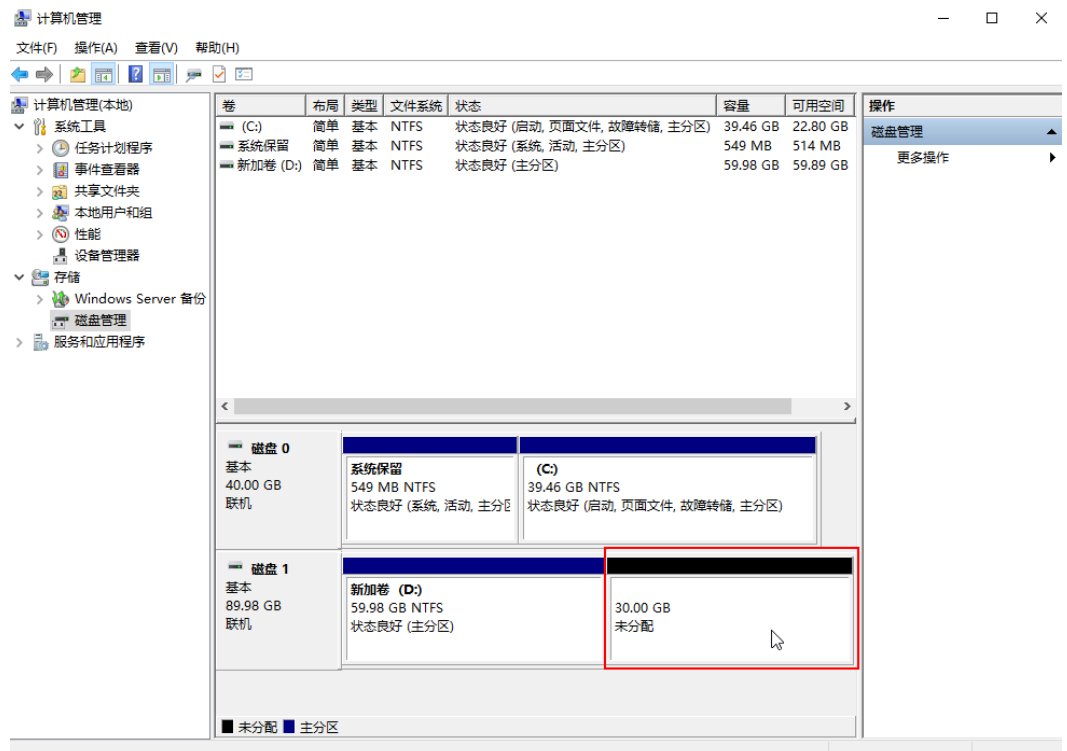 计算机管理
文件(F) 操作(A) 查看(V) 帮助(H)
计算机管理(本地)
系统工具
任务计划程序
事件查看器
共享文件夹
本地用户和组
性能
设备管理器
存储
Windows Server 备份
磁盘管理
服务和应用程序
卷 布局 类型 文件系统 状态 容量 可用空间
(C:) 简单 基本 NTFS 状态良好 (启动, 页面文件, 故障转储, 主分区) 39.46 GB 22.80 GB
系统保留 简单 基本 NTFS 状态良好 (系统, 活动, 主分区) 549 MB 514 MB
新加卷 (D:) 简单 基本 NTFS 状态良好 (主分区) 59.98 GB 59.89 GB
磁盘 0
基本
40.00 GB
联机
系统保留
549 MB NTFS
状态良好 (系统, 活动, 主分区
(C:)
39.46 GB NTFS
状态良好 (启动, 页面文件, 故障转储, 主分区)
磁盘 1
基本
89.98 GB
联机
新加卷 (D:)
59.98 GB NTFS
状态良好 (主分区)
30.00 GB
未分配
未分配 主分区
操作
磁盘管理
更多操作